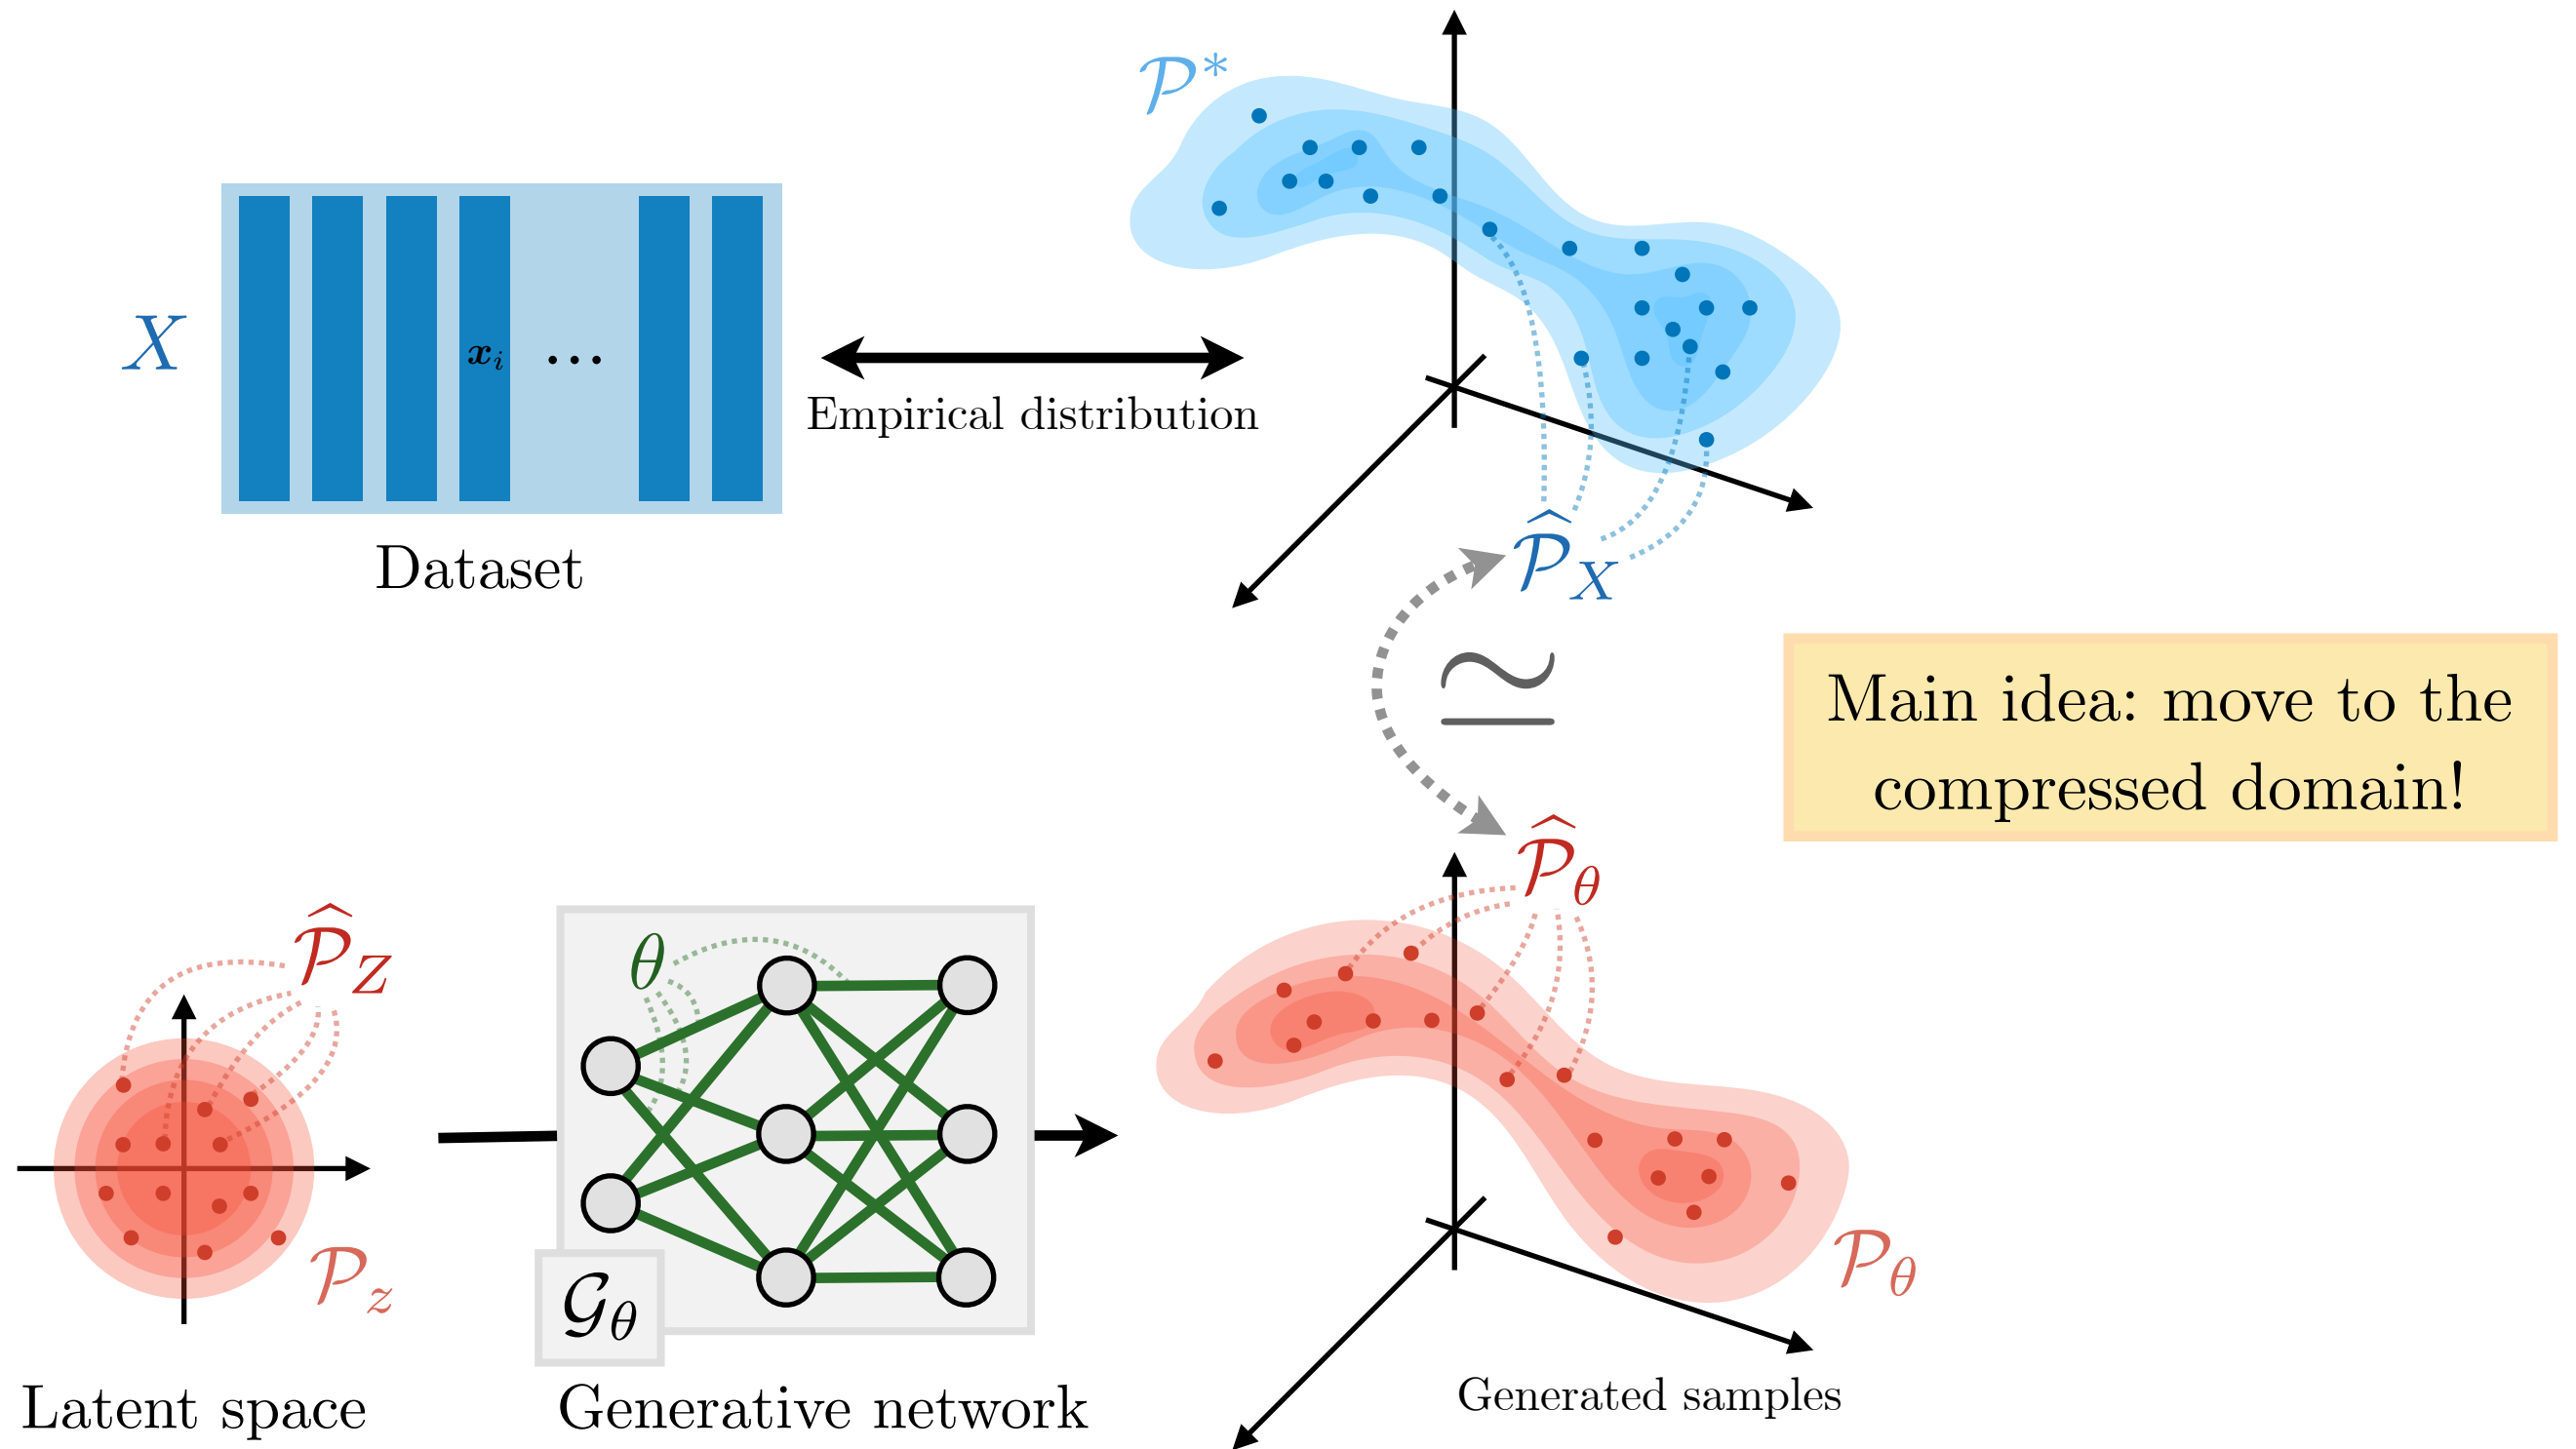 𝒫*
X
𝒙ᵢ ...
Empirical distribution
Dataset
𝒫̂_X
≃
Main idea: move to the
compressed domain!
𝒫̂_θ
𝒫̂_Z
θ
𝒫_z
𝒢_θ
𝒫_θ
Latent space
Generative network
Generated samples